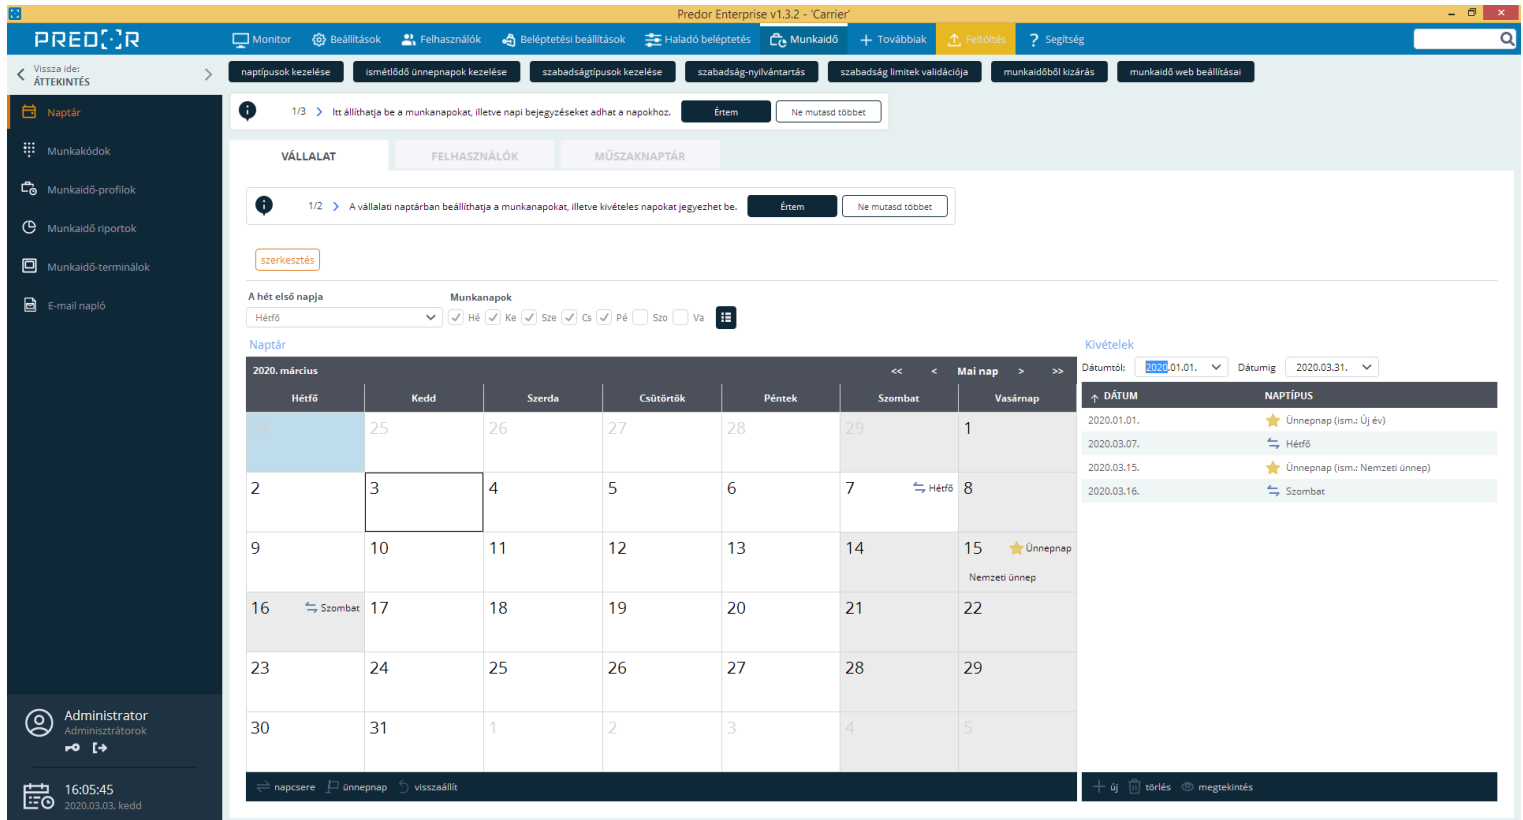 Predor Enterprise v1.3.2 - 'Carrier'
PREDOR
Monitor Beállítások Felhasználók Beléptetési beállítások Haladó beléptetés Munkaidő Továbbiak Feltöltés ? Segítség
Vissza ide:
ÁTTEKINTÉS
naptípusok kezelése ismétlődő ünnepnapok kezelése szabadságtípusok kezelése szabadság-nyilvántartás szabadság limitek validációja munkaidőből kizárás munkaidő web beállításai
Naptár
Munkakódok
Munkaidő-profilok
Munkaidő riportok
Munkaidő-terminálok
E-mail napló
1/3 > Itt állíthatja be a munkanapokat, illetve napi bejegyzéseket adhat a napokhoz. Értem Ne mutasd többet
VÁLLALAT FELHASZNÁLÓK MŰSZAKNAPTÁR
1/2 > A vállalati naptárban beállíthatja a munkanapokat, illetve kivételes napokat jegyezhet be. Értem Ne mutasd többet
szerkesztés
A hét első napja Munkanapok
Hétfő Hé Ke Sze Cs Pé Szo Va
Naptár
2020. március << < Mai nap > >>
Hétfő Kedd Szerda Csütörtök Péntek Szombat Vasárnap
24 25 26 27 28 29 1
2 3 4 5 6 7 Hétfő 8
9 10 11 12 13 14 15 Ünnepnap
Nemzeti ünnep
16 Szombat 17 18 19 20 21 22
23 24 25 26 27 28 29
30 31 1 2 3 4 5
napcsere ünnepnap visszaállít
Kivételek
Dátumtól: 2020.01.01. Dátumig 2020.03.31.
DÁTUM NAPTÍPUS
2020.01.01. Ünnepnap (ism.: Új év)
2020.03.07. Hétfő
2020.03.15. Ünnepnap (ism.: Nemzeti ünnep)
2020.03.16. Szombat
új törlés megtekintés
Administrator
Adminisztrátorok
16:05:45
2020.03.03. kedd